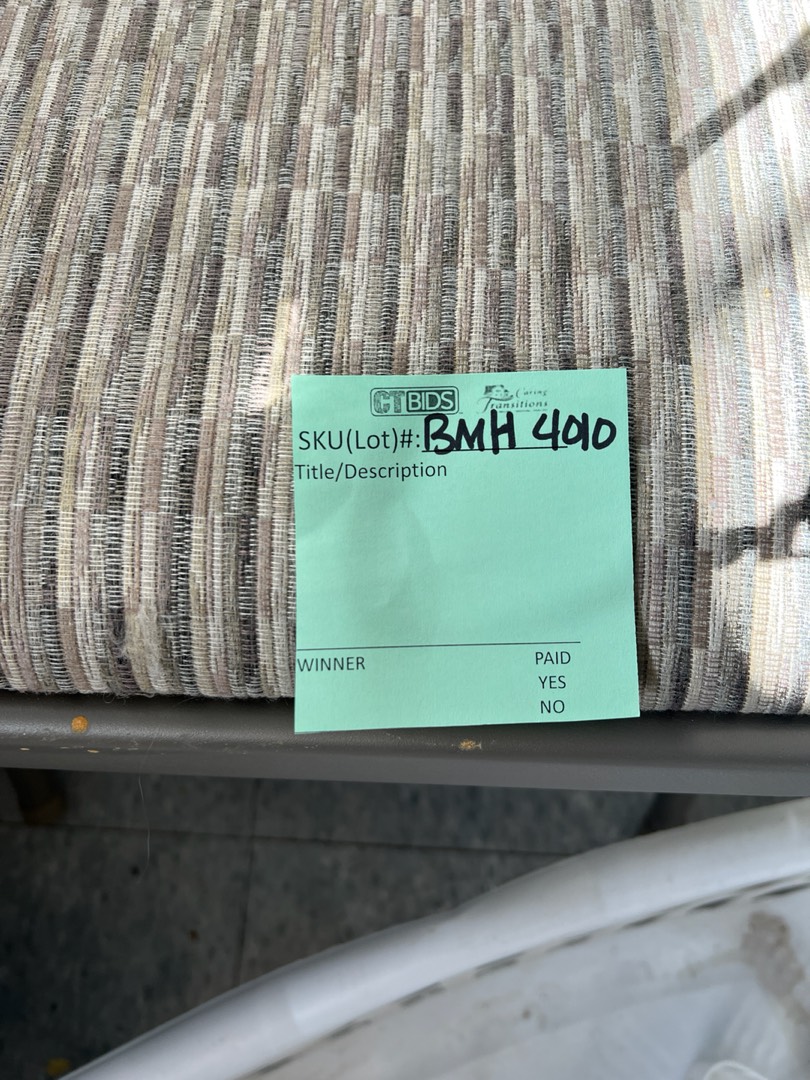 CTBIDS Caring Transitions
SKU(Lot)#: BMH 4010
Title/Description
WINNER PAID
YES
NO